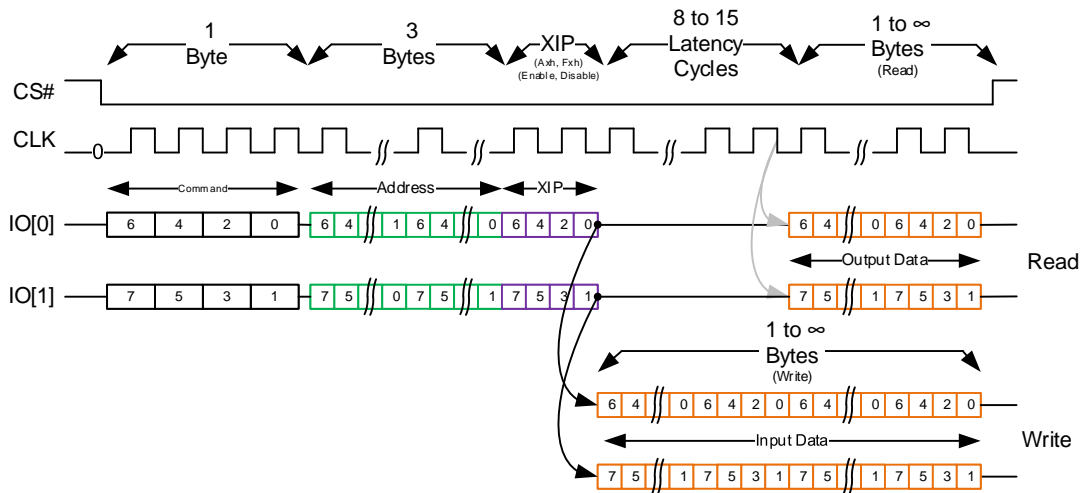 1
Byte
3
Bytes
XIP
(Axh, Fxh)
(Enable, Disable)
8 to 15
Latency
Cycles
1 to ∞
Bytes
(Read)
CS#
CLK 0
Command Address XIP
IO[0] 6 4 2 0 6 4 1 6 4 0 6 4 2 0 6 4 0 6 4 2 0
Output Data Read
IO[1] 7 5 3 1 7 5 0 7 5 1 7 5 3 1 7 5 1 7 5 3 1
1 to ∞
Bytes
(Write)
6 4 0 6 4 2 0 6 4 0 6 4 2 0
Input Data Write
7 5 1 7 5 3 1 7 5 1 7 5 3 1